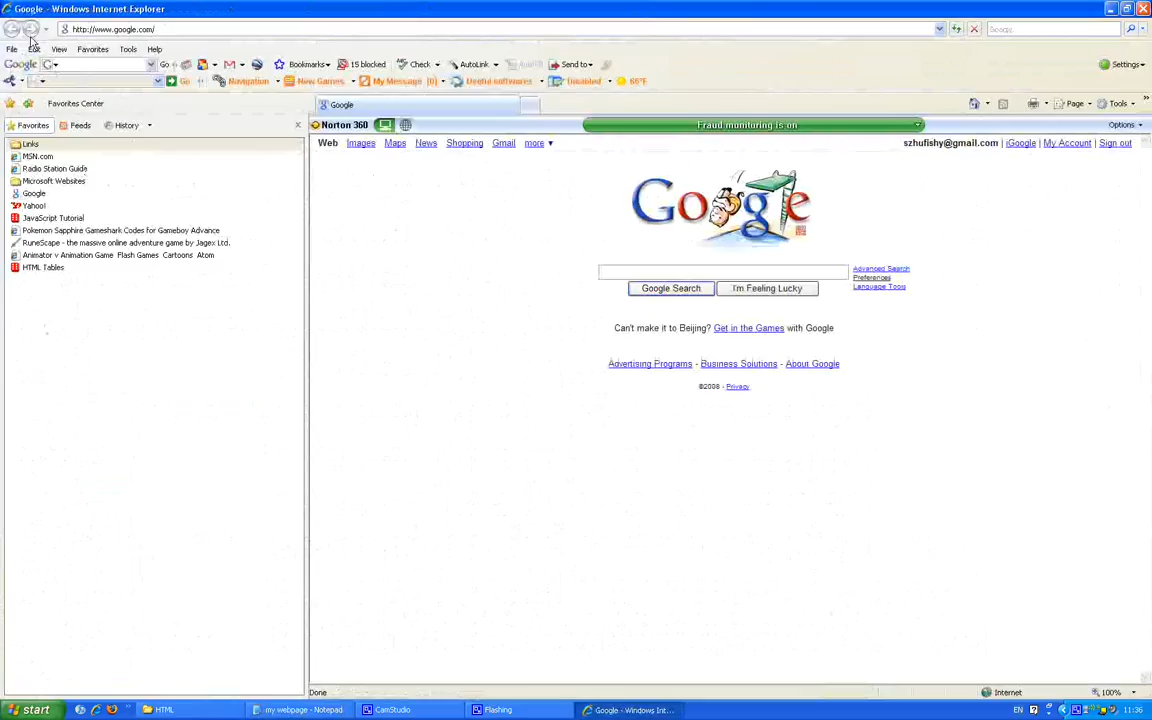 Google - Windows Internet Explorer
http://www.google.com/
File Edit View Favorites Tools Help
Google G Go Bookmarks 15 blocked Check AutoLink Send to Settings
Go Navigation New Games My Message (0) Useful softwares Disabled 66°F
Favorites Center Google Page Tools
Favorites Feeds History Norton 360 Fraud monitoring is on Options
Links
MSN.com
Radio Station Guide
Microsoft Websites
Google
Yahoo!
JavaScript Tutorial
Pokemon Sapphire Gameshark Codes for Gameboy Advance
RuneScape - the massive online adventure game by Jagex Ltd.
Animator v Animation Game Flash Games Cartoons Atom
HTML Tables
Web Images Maps News Shopping Gmail more szhufishy@gmail.com | iGoogle | My Account | Sign out
Google
Advanced Search
Preferences
Language Tools
Google Search I'm Feeling Lucky
Can't make it to Beijing? Get in the Games with Google
Advertising Programs - Business Solutions - About Google
©2008 - Privacy
Done Internet 100%
start HTML my webpage - Notepad CamStudio Flashing Google - Windows Int... EN 11:36